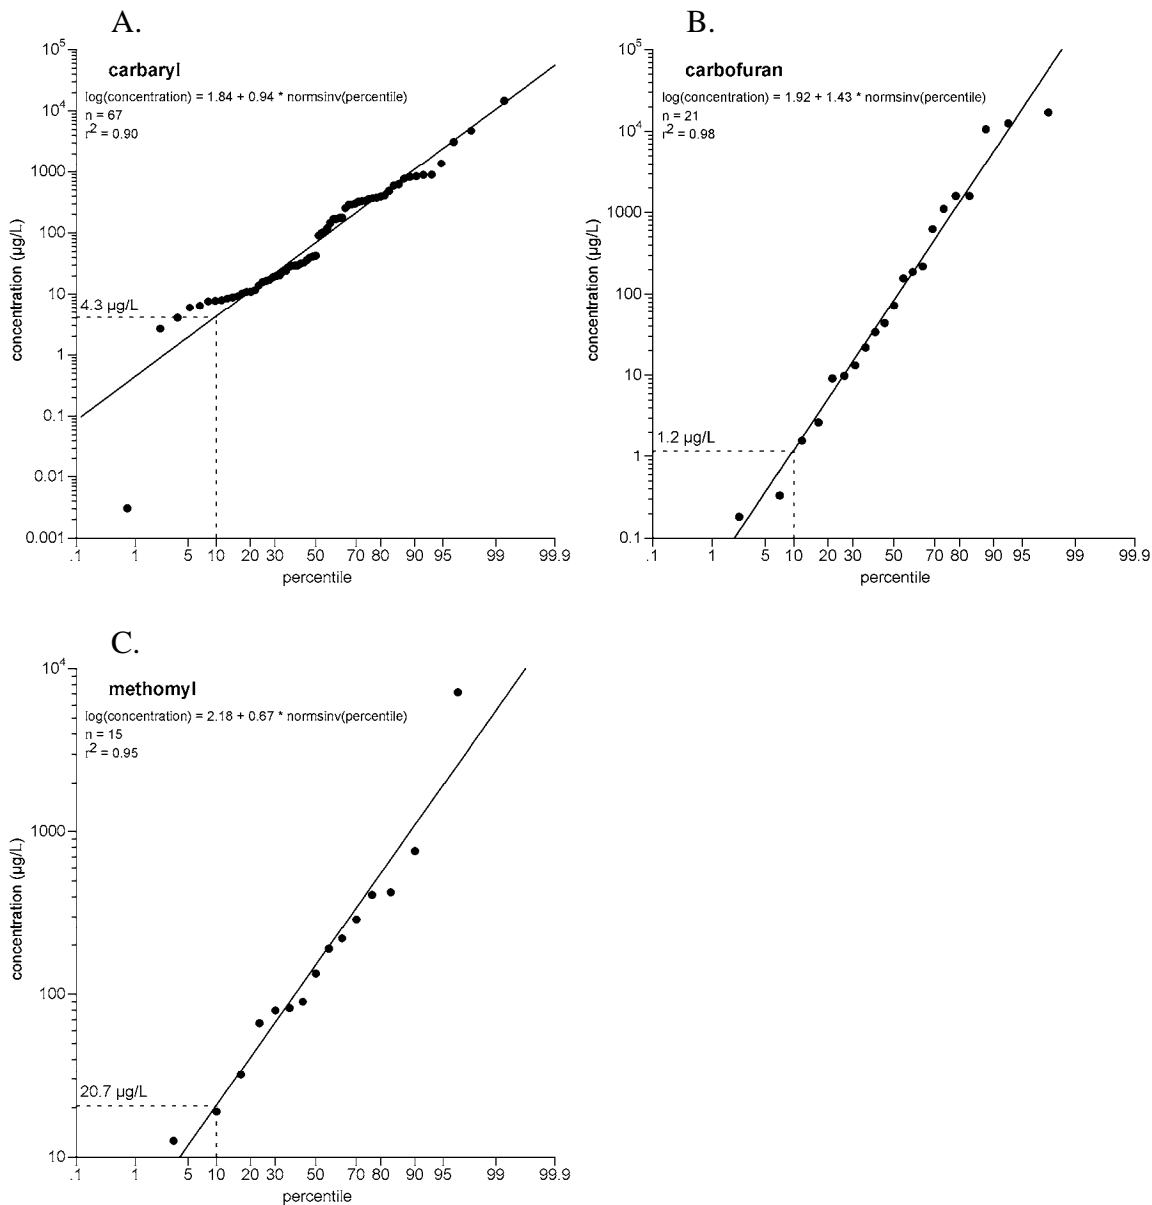 A.
10^5
carbaryl
log(concentration) = 1.84 + 0.94 * normsinv(percentile)
n = 67
r^2 = 0.90
10^4
1000
100
10
4.3 µg/L
1
0.1
0.01
0.001
concentration (µg/L)
.1 1 5 10 20 30 50 70 80 90 95 99 99.9
percentile
B.
10^5
carbofuran
log(concentration) = 1.92 + 1.43 * normsinv(percentile)
n = 21
r^2 = 0.98
10^4
1000
100
10
1.2 µg/L
1
0.1
concentration (µg/L)
.1 1 5 10 20 30 50 70 80 90 95 99 99.9
percentile
C.
10^4
methomyl
log(concentration) = 2.18 + 0.67 * normsinv(percentile)
n = 15
r^2 = 0.95
1000
100
20.7 µg/L
10
concentration (µg/L)
.1 1 5 10 20 30 50 70 80 90 95 99 99.9
percentile